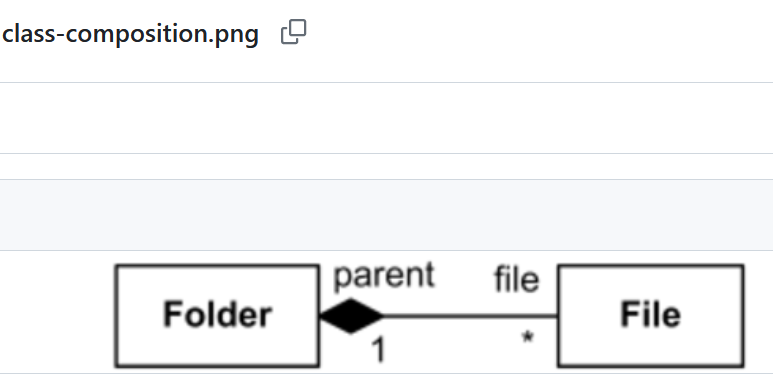 class-composition.png
parent file
Folder File
1 *